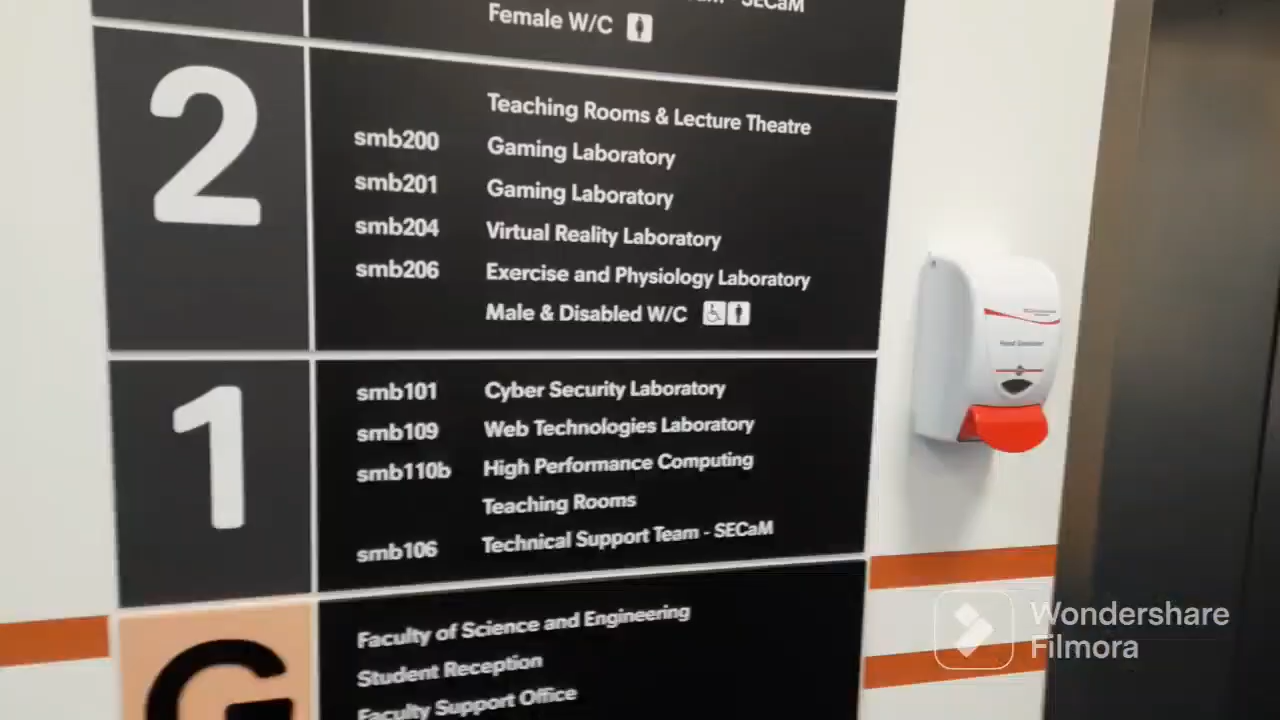 - SECaM
Female W/C
2
Teaching Rooms & Lecture Theatre
smb200 Gaming Laboratory
smb201 Gaming Laboratory
smb204 Virtual Reality Laboratory
smb206 Exercise and Physiology Laboratory
Male & Disabled W/C
1
smb101 Cyber Security Laboratory
smb109 Web Technologies Laboratory
smb110b High Performance Computing
Teaching Rooms
smb106 Technical Support Team - SECaM
G
Faculty of Science and Engineering
Student Reception
Faculty Support Office
Wondershare
Filmora